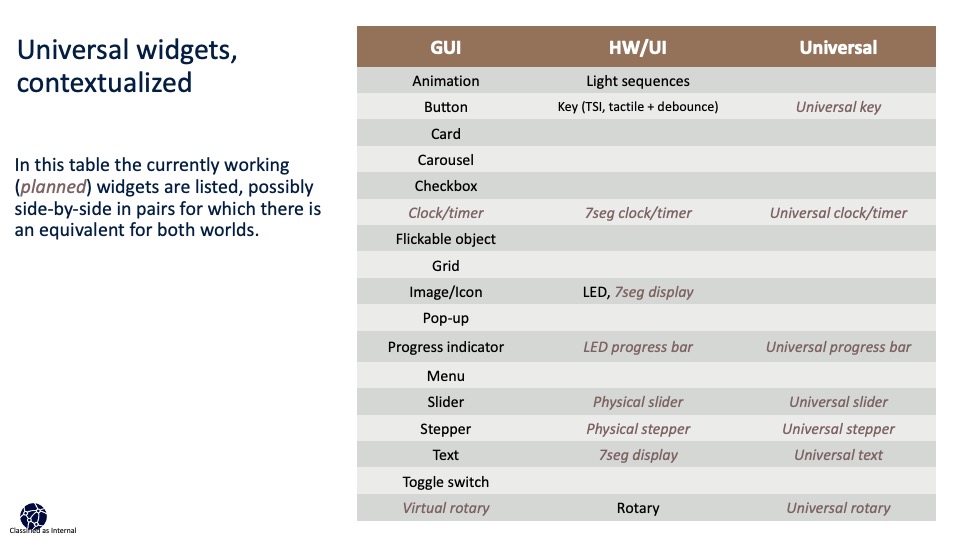 Universal widgets,
contextualized
In this table the currently working
(planned) widgets are listed, possibly
side-by-side in pairs for which there is
an equivalent for both worlds.
GUI HW/UI Universal
Animation Light sequences
Button Key (TSI, tactile + debounce) Universal key
Card
Carousel
Checkbox
Clock/timer 7seg clock/timer Universal clock/timer
Flickable object
Grid
Image/Icon LED, 7seg display
Pop-up
Progress indicator LED progress bar Universal progress bar
Menu
Slider Physical slider Universal slider
Stepper Physical stepper Universal stepper
Text 7seg display Universal text
Toggle switch
Virtual rotary Rotary Universal rotary
Classified as Internal